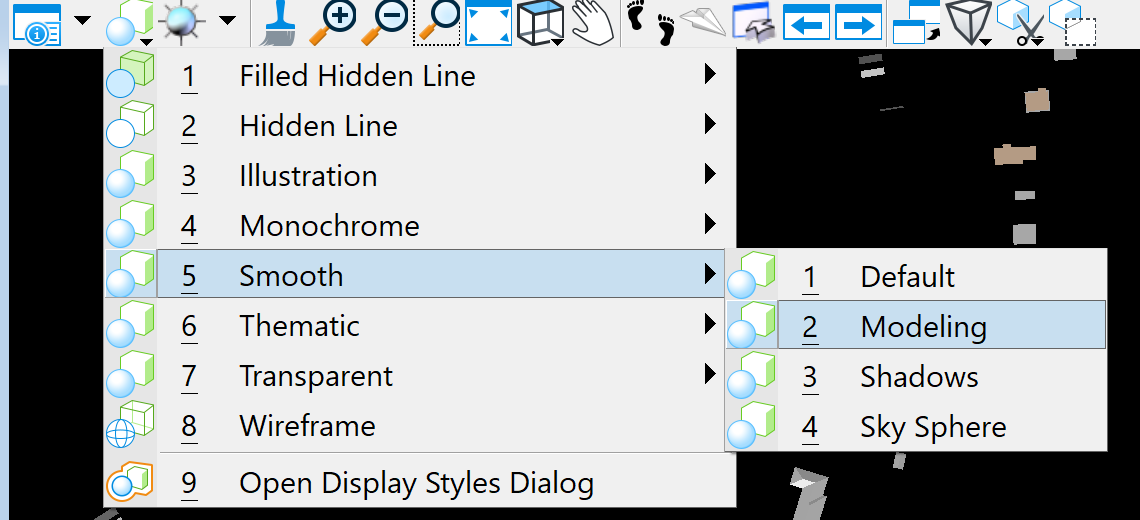 1 Filled Hidden Line
2 Hidden Line
3 Illustration
4 Monochrome
5 Smooth
6 Thematic
7 Transparent
8 Wireframe
9 Open Display Styles Dialog
1 Default
2 Modeling
3 Shadows
4 Sky Sphere